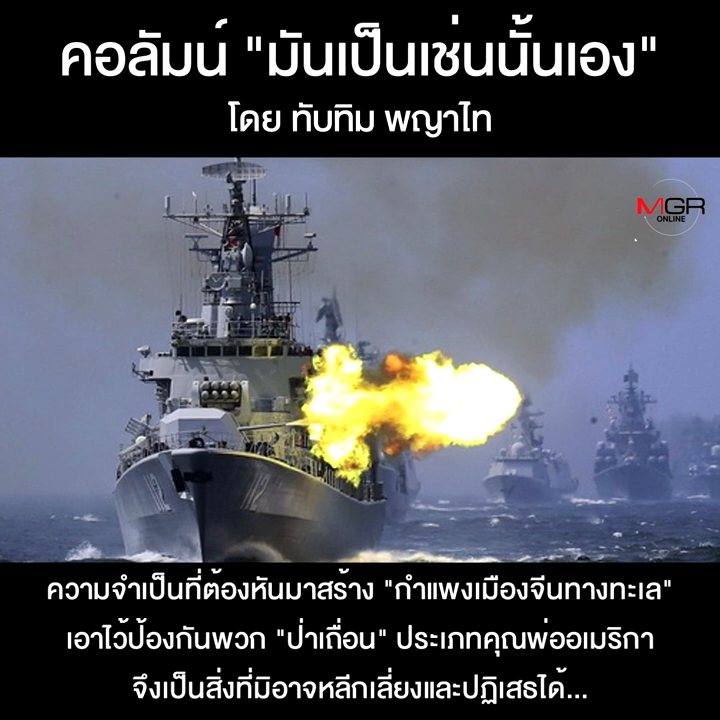 คอลัมน์ "มันเป็นเช่นนั้นเอง"
โดย ทับทิม พญาไท
MGR
ONLINE
112
112
ความจำเป็นที่ต้องหันมาสร้าง "กำแพงเมืองจีนทางทะเล"
เอาไว้ป้องกันพวก "ป่าเถื่อน" ประเภทคุณพ่ออเมริกา
จึงเป็นสิ่งที่มิอาจหลีกเลี่ยงและปฏิเสธได้...